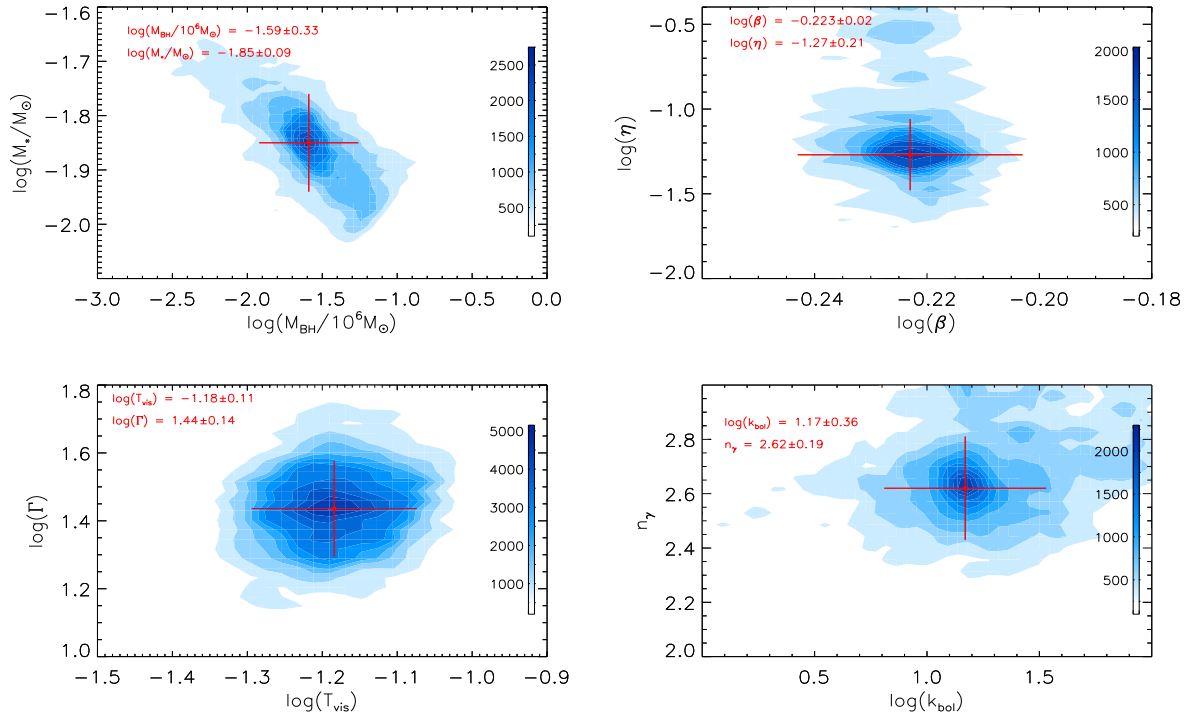 log(M_BH/10^6 M_⊙) = −1.59±0.33
log(M_*/M_⊙) = −1.85±0.09
−1.6
−1.7
−1.8
−1.9
−2.0
log(M_*/M_⊙)
2500
2000
1500
1000
500
−3.0 −2.5 −2.0 −1.5 −1.0 −0.5 0.0
log(M_BH/10^6 M_⊙)
log(β) = −0.223±0.02
log(η) = −1.27±0.21
−0.5
−1.0
−1.5
−2.0
log(η)
2000
1500
1000
500
−0.24 −0.22 −0.20 −0.18
log(β)
log(T_vis) = −1.18±0.11
log(Γ) = 1.44±0.14
1.8
1.6
1.4
1.2
1.0
log(Γ)
5000
4000
3000
2000
1000
−1.5 −1.4 −1.3 −1.2 −1.1 −1.0 −0.9
log(T_vis)
log(k_bol) = 1.17±0.36
n_γ = 2.62±0.19
2.8
2.6
2.4
2.2
2.0
n_γ
2000
1500
1000
500
0.5 1.0 1.5
log(k_bol)